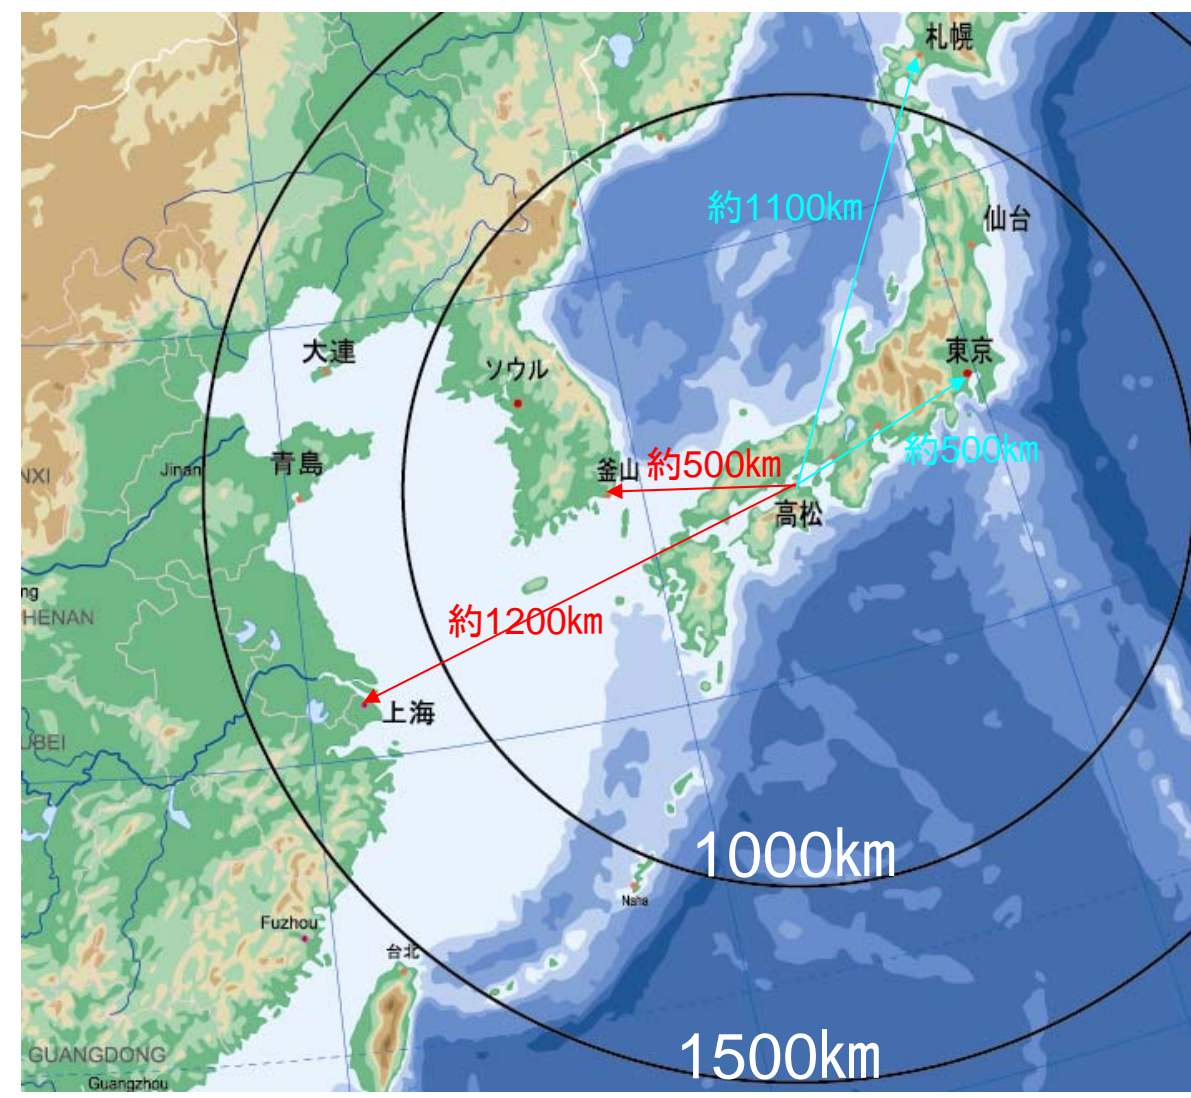 札幌
約1100km
仙台
東京
大連
ソウル
約500km
釜山
約500km
青島
Jinan
NXI
高松
ng
HENAN
約1200km
上海
UBEI
1000km
Naha
Fuzhou
台北
1500km
GUANGDONG
Guangzhou